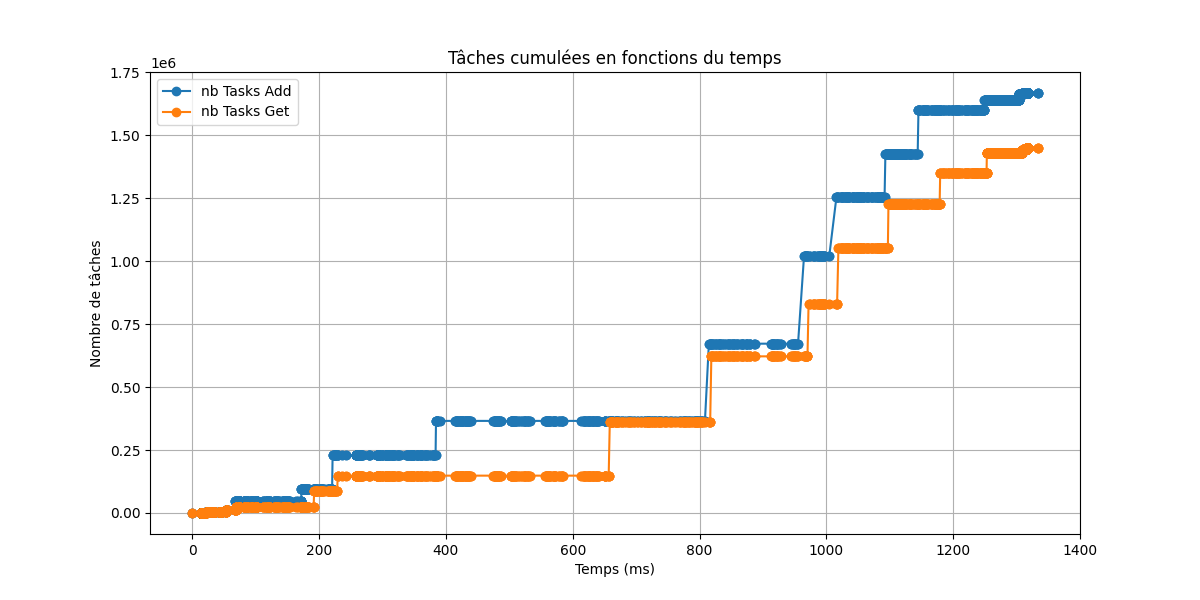 Tâches cumulées en fonctions du temps
1e6
nb Tasks Add
nb Tasks Get
1.75
1.50
1.25
1.00
0.75
0.50
0.25
0.00
Nombre de tâches
0 200 400 600 800 1000 1200 1400
Temps (ms)